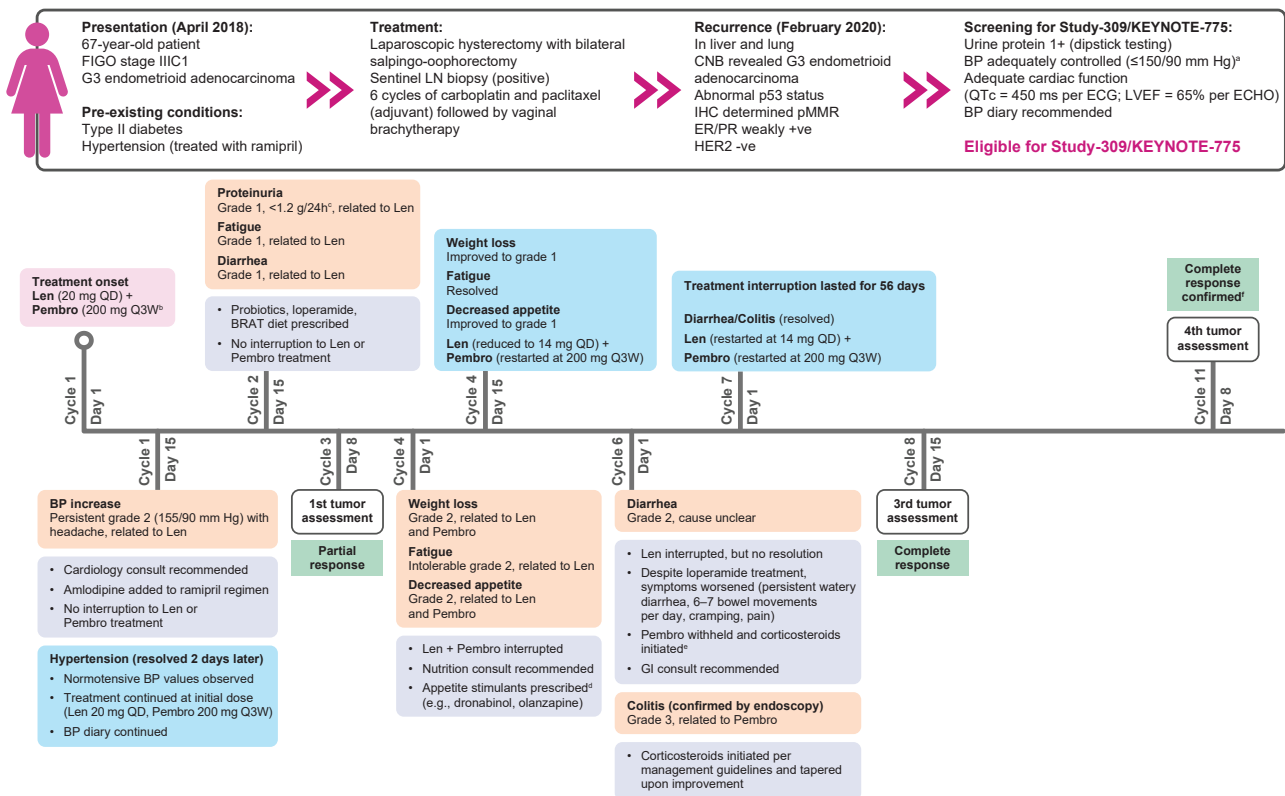 Presentation (April 2018):
67-year-old patient
FIGO stage IIIC1
G3 endometrioid adenocarcinoma
Pre-existing conditions:
Type II diabetes
Hypertension (treated with ramipril)
Treatment:
Laparoscopic hysterectomy with bilateral
salpingo-oophorectomy
Sentinel LN biopsy (positive)
6 cycles of carboplatin and paclitaxel
(adjuvant) followed by vaginal
brachytherapy
Recurrence (February 2020):
In liver and lung
CNB revealed G3 endometrioid
adenocarcinoma
Abnormal p53 status
IHC determined pMMR
ER/PR weakly +ve
HER2 -ve
Screening for Study-309/KEYNOTE-775:
Urine protein 1+ (dipstick testing)
BP adequately controlled (≤150/90 mm Hg)ᵃ
Adequate cardiac function
(QTc = 450 ms per ECG; LVEF = 65% per ECHO)
BP diary recommended
Eligible for Study-309/KEYNOTE-775
Treatment onset
Len (20 mg QD) +
Pembro (200 mg Q3Wᵇ
Cycle 1
Day 1
Proteinuria
Grade 1, <1.2 g/24hᶜ, related to Len
Fatigue
Grade 1, related to Len
Diarrhea
Grade 1, related to Len
• Probiotics, loperamide,
BRAT diet prescribed
• No interruption to Len or
Pembro treatment
Cycle 2
Day 15
Weight loss
Improved to grade 1
Fatigue
Resolved
Decreased appetite
Improved to grade 1
Len (reduced to 14 mg QD) +
Pembro (restarted at 200 mg Q3W)
Cycle 4
Day 15
Treatment interruption lasted for 56 days
Diarrhea/Colitis (resolved)
Len (restarted at 14 mg QD) +
Pembro (restarted at 200 mg Q3W)
Cycle 7
Day 1
Complete
response
confirmedᶠ
4th tumor
assessment
Cycle 11
Day 8
Cycle 1
Day 15
BP increase
Persistent grade 2 (155/90 mm Hg) with
headache, related to Len
• Cardiology consult recommended
• Amlodipine added to ramipril regimen
• No interruption to Len or
Pembro treatment
Hypertension (resolved 2 days later)
• Normotensive BP values observed
• Treatment continued at initial dose
(Len 20 mg QD, Pembro 200 mg Q3W)
• BP diary continued
Cycle 3
Day 8
1st tumor
assessment
Partial
response
Cycle 4
Day 1
Weight loss
Grade 2, related to Len
and Pembro
Fatigue
Intolerable grade 2, related to Len
Decreased appetite
Grade 2, related to Len
and Pembro
• Len + Pembro interrupted
• Nutrition consult recommended
• Appetite stimulants prescribedᵈ
(e.g., dronabinol, olanzapine)
Cycle 6
Day 1
Diarrhea
Grade 2, cause unclear
• Len interrupted, but no resolution
• Despite loperamide treatment,
symptoms worsened (persistent watery
diarrhea, 6–7 bowel movements
per day, cramping, pain)
• Pembro withheld and corticosteroids
initiatedᵉ
• GI consult recommended
Colitis (confirmed by endoscopy)
Grade 3, related to Pembro
• Corticosteroids initiated per
management guidelines and tapered
upon improvement
Cycle 8
Day 15
3rd tumor
assessment
Complete
response